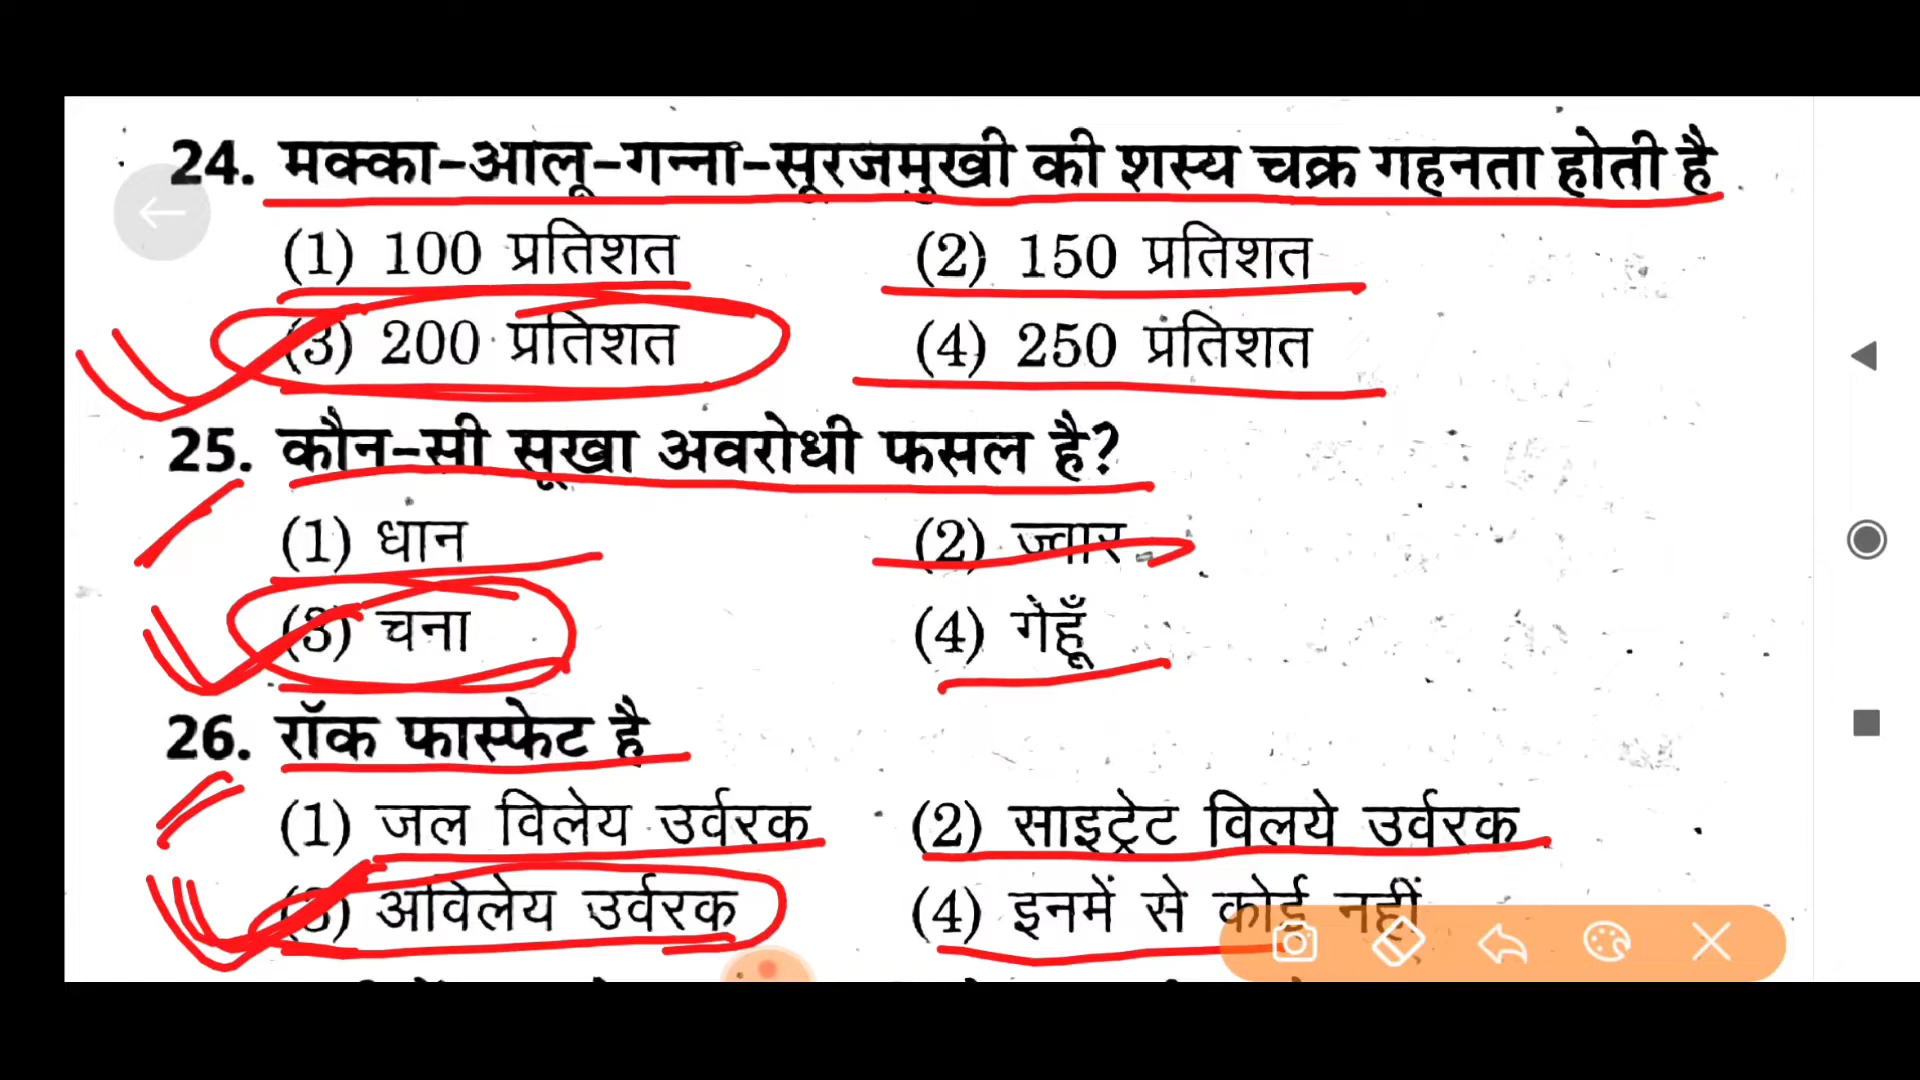 24. मक्का-आलू-गन्ना-सूरजमुखी की शस्य चक्र गहनता होती है
(1) 100 प्रतिशत (2) 150 प्रतिशत
(3) 200 प्रतिशत (4) 250 प्रतिशत
25. कौन-सी सूखा अवरोधी फसल है?
(1) धान (2) ज्वार
(3) चना (4) गेहूँ
26. रॉक फास्फेट है
(1) जल विलेय उर्वरक (2) साइट्रेट विलये उर्वरक
(3) अविलेय उर्वरक (4) इनमें से कोई नहीं